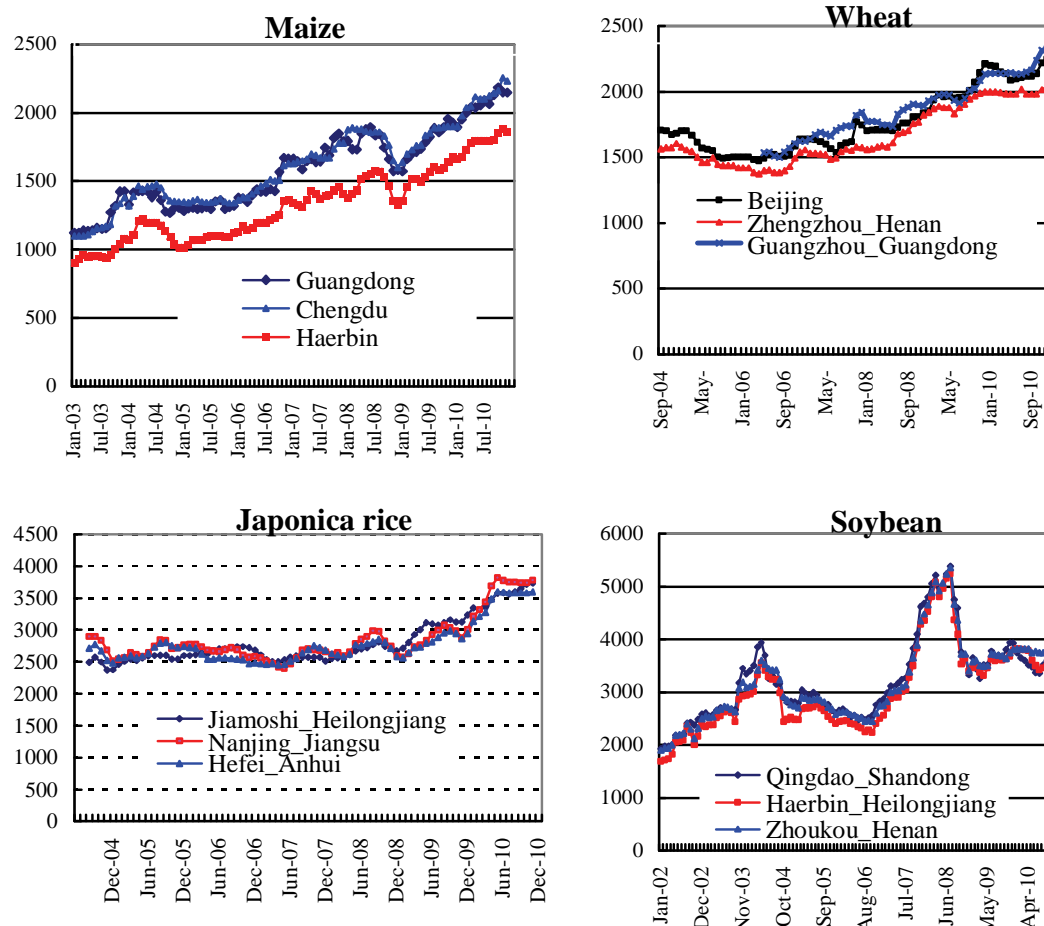 Maize
2500
2000
1500
1000
500
0
Guangdong
Chengdu
Haerbin
Jan-03
Jul-03
Jan-04
Jul-04
Jan-05
Jul-05
Jan-06
Jul-06
Jan-07
Jul-07
Jan-08
Jul-08
Jan-09
Jul-09
Jan-10
Jul-10
Wheat
2500
2000
1500
1000
500
0
Beijing
Zhengzhou_Henan
Guangzhou_Guangdong
Sep-04
May-
Jan-06
Sep-06
May-
Jan-08
Sep-08
May-
Jan-10
Sep-10
Japonica rice
4500
4000
3500
3000
2500
2000
1500
1000
500
0
Jiamoshi_Heilongjiang
Nanjing_Jiangsu
Hefei_Anhui
Dec-04
Jun-05
Dec-05
Jun-06
Dec-06
Jun-07
Dec-07
Jun-08
Dec-08
Jun-09
Dec-09
Jun-10
Dec-10
Soybean
6000
5000
4000
3000
2000
1000
0
Qingdao_Shandong
Haerbin_Heilongjiang
Zhoukou_Henan
Jan-02
Dec-02
Nov-03
Oct-04
Sep-05
Aug-06
Jul-07
Jun-08
May-09
Apr-10